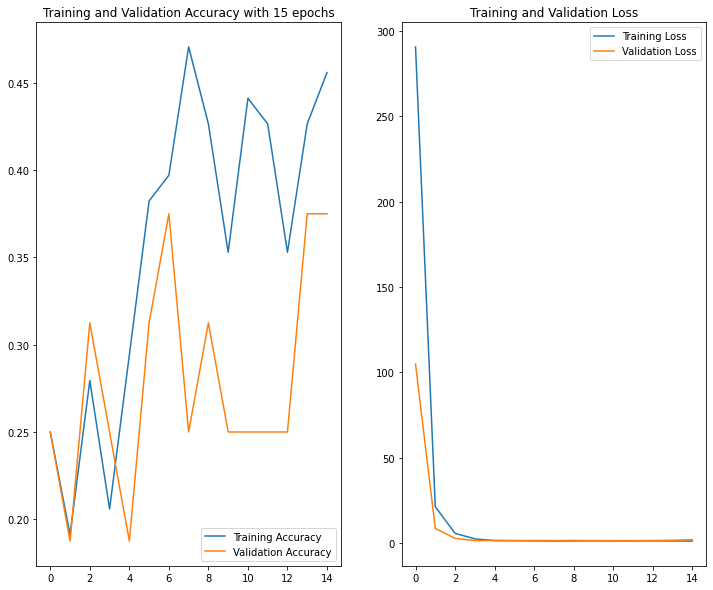 Training and Validation Accuracy with 15 epochs
0.45
0.40
0.35
0.30
0.25
0.20
Training Accuracy
Validation Accuracy
0 2 4 6 8 10 12 14
Training and Validation Loss
300
250
200
150
100
50
0
Training Loss
Validation Loss
0 2 4 6 8 10 12 14